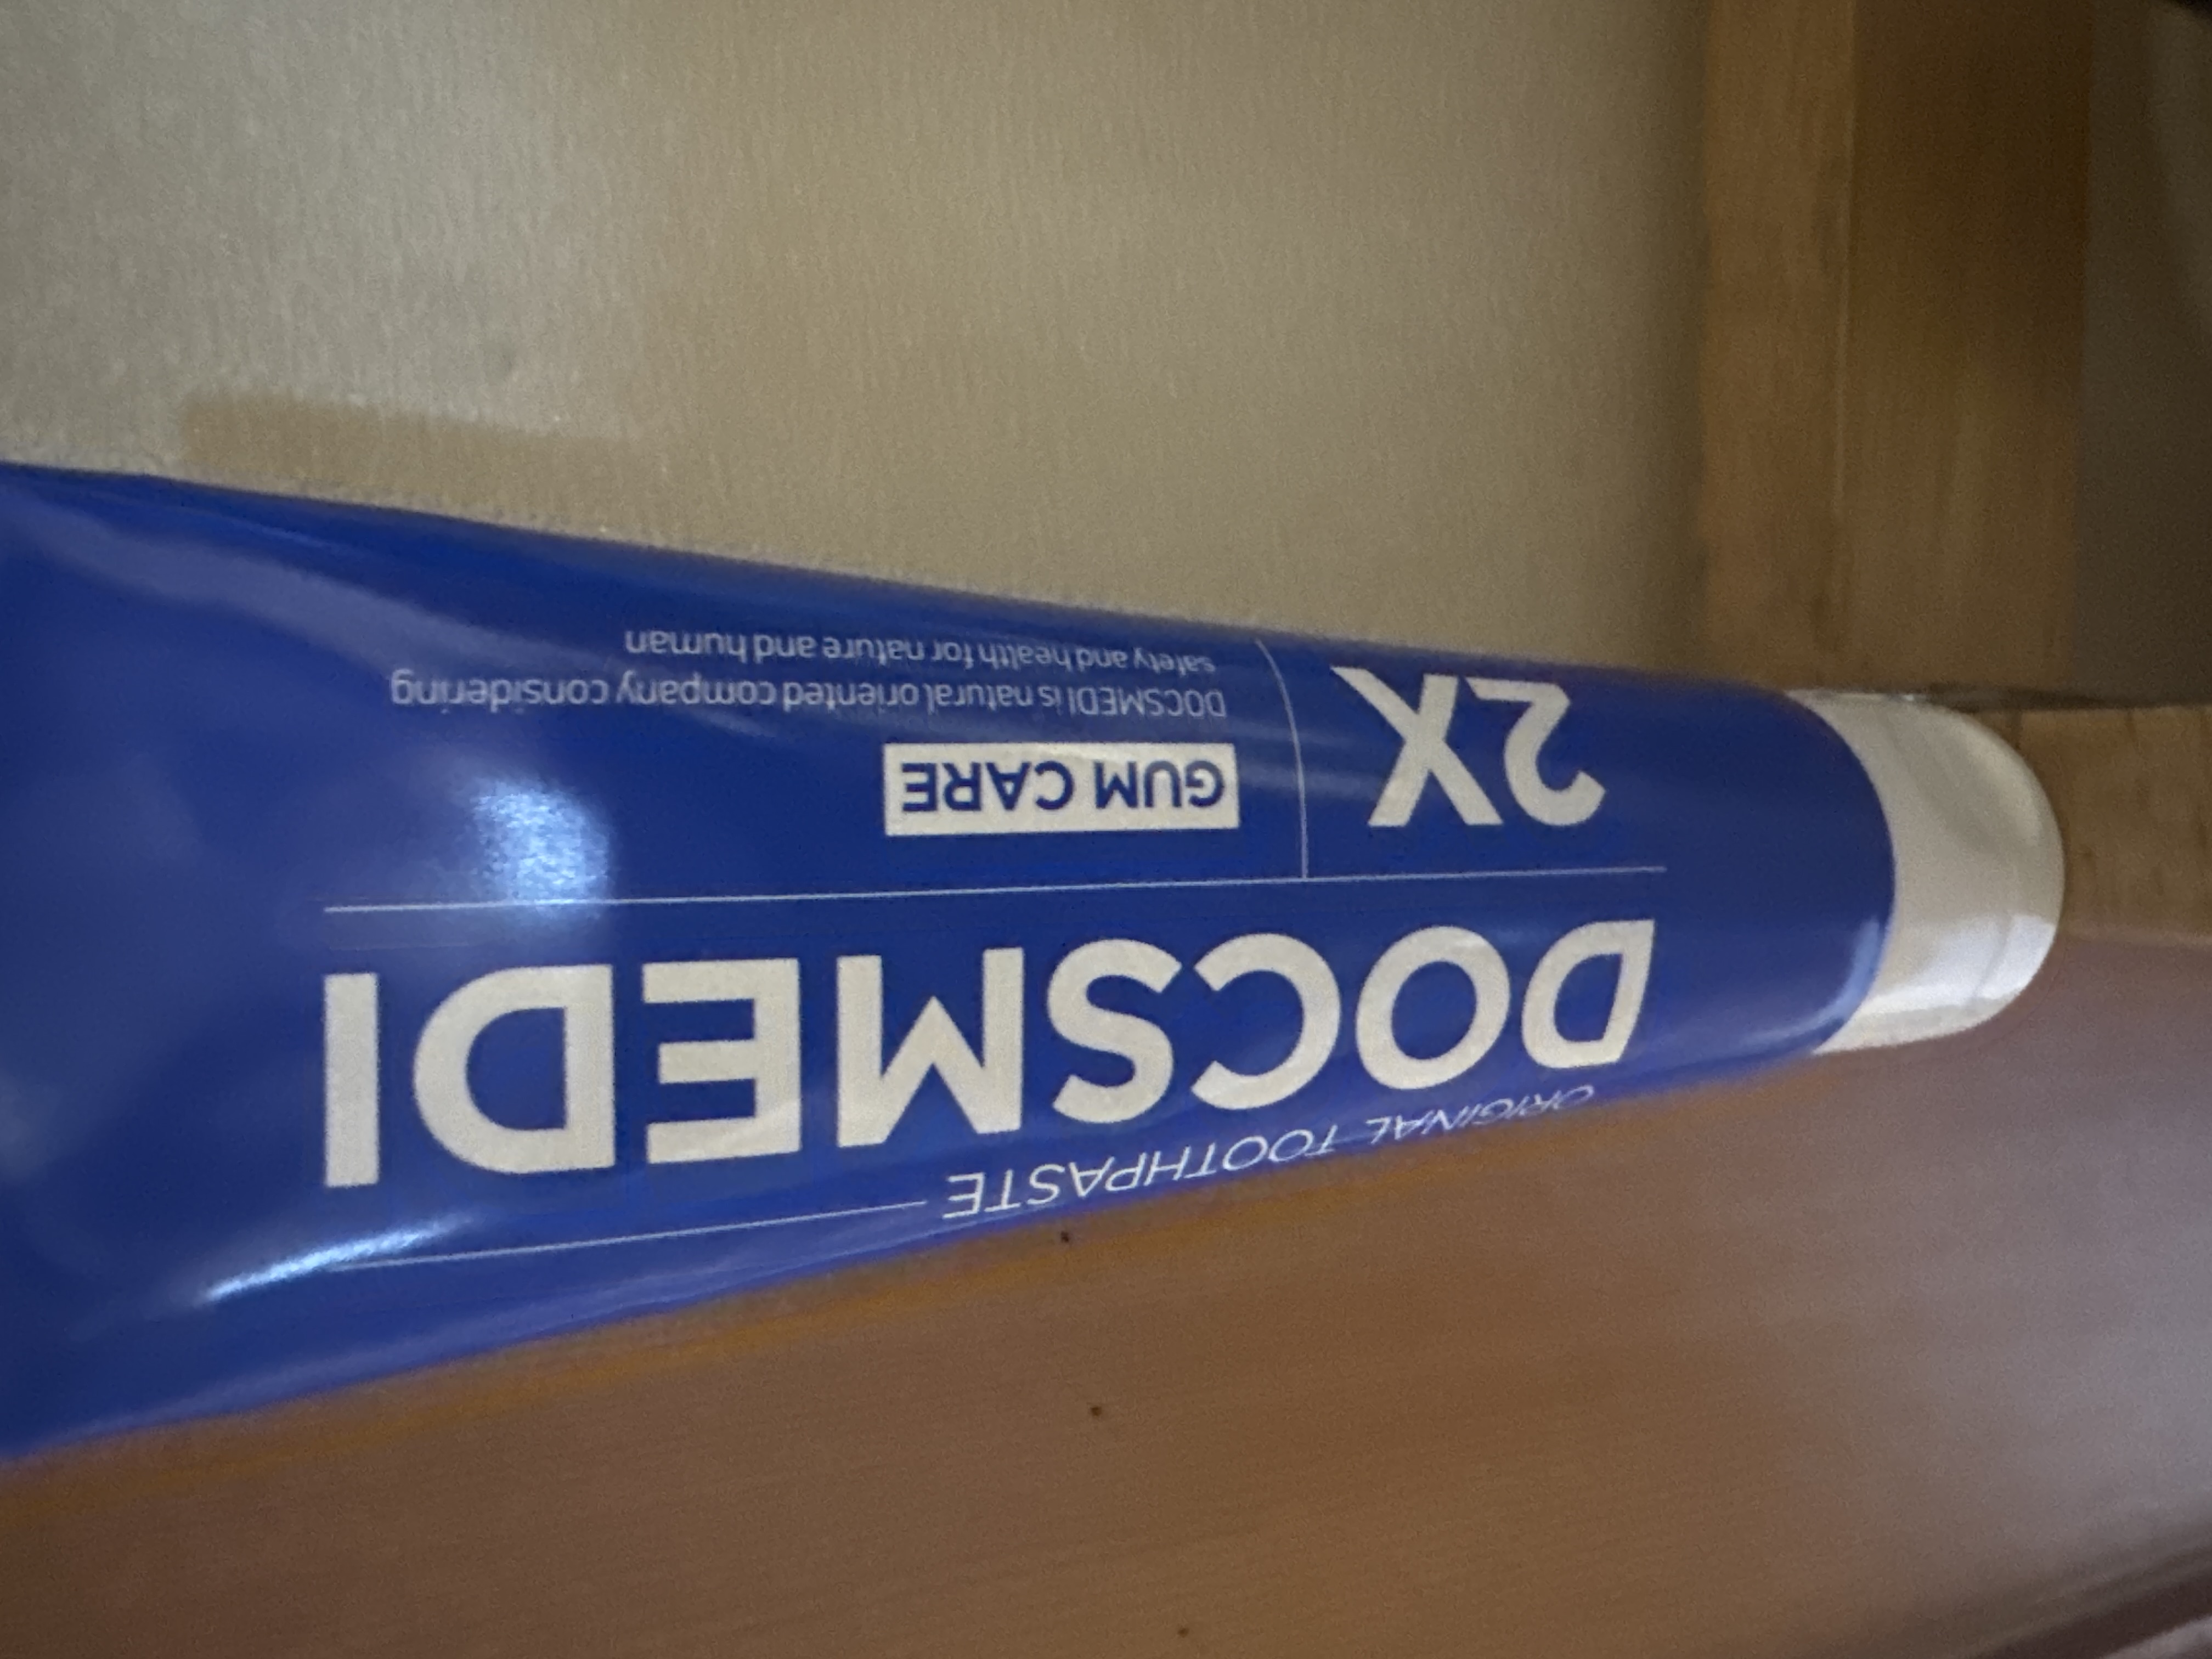 ORIGINAL TOOTHPASTE
DOCSMEDI
2X
GUM CARE
DOCSMEDI is natural oriented company considering
safety and health for nature and human